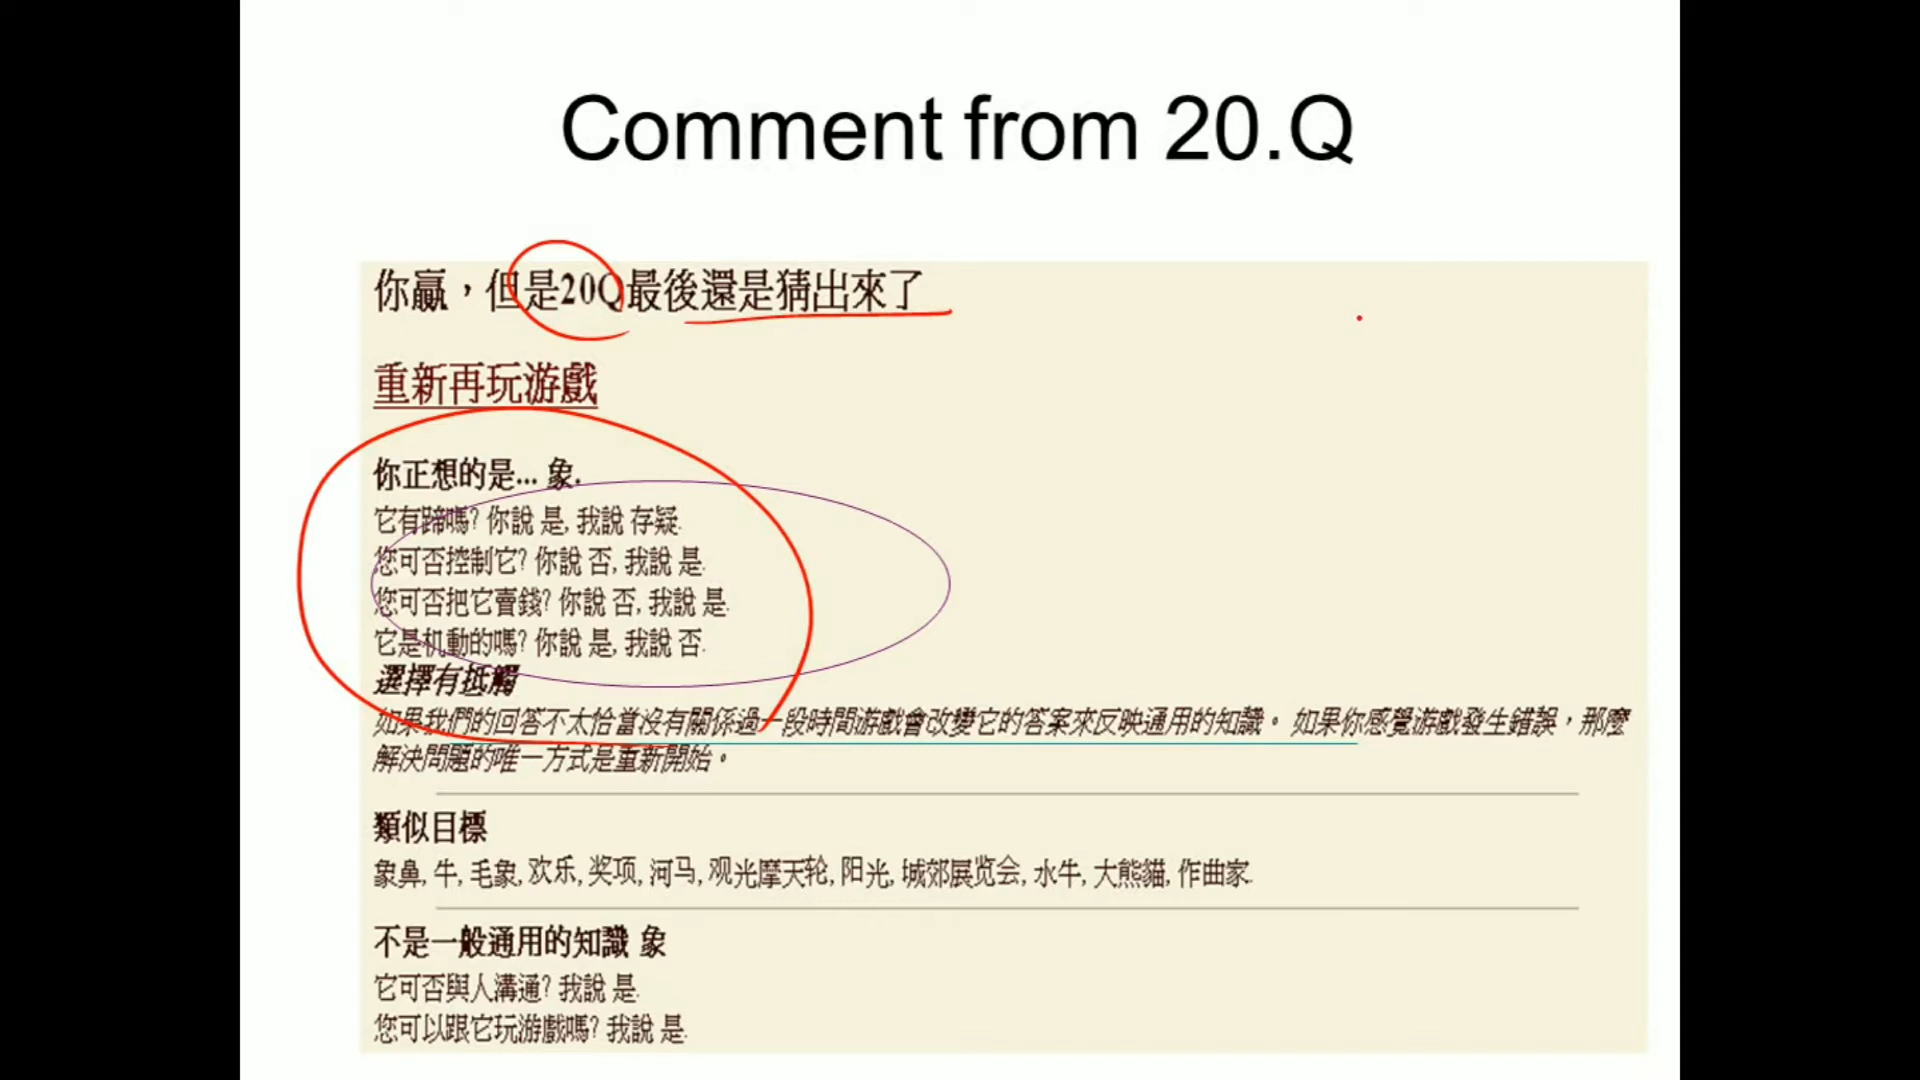 Comment from 20.Q
你贏，但是20Q最後還是猜出來了
重新再玩游戲
你正想的是... 象.
它有蹄嗎? 你說 是, 我說 存疑.
您可否控制它? 你說 否, 我說 是.
您可否把它賣錢? 你說 否, 我說 是.
它是机動的嗎? 你說 是, 我說 否.
選擇有抵觸
如果我們的回答不太恰當沒有關係過一段時間游戲會改變它的答案來反映通用的知識。 如果你感覺游戲發生錯誤，那麼
解決問題的唯一方式是重新開始。
類似目標
象鼻, 牛, 毛象, 欢乐, 奖项, 河马, 观光摩天轮, 阳光, 城郊展览会, 水牛, 大熊貓, 作曲家.
不是一般通用的知識 象
它可否與人溝通? 我說 是.
您可以跟它玩游戲嗎? 我說 是.